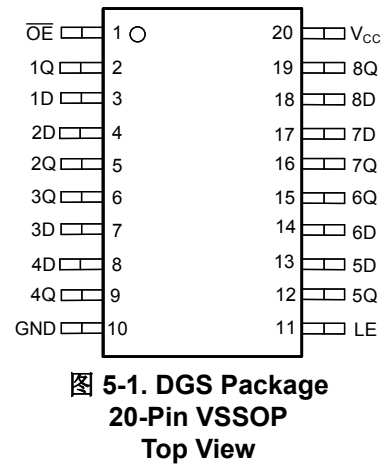 OE 1 20 VCC
1Q 2 19 8Q
1D 3 18 8D
2D 4 17 7D
2Q 5 16 7Q
3Q 6 15 6Q
3D 7 14 6D
4D 8 13 5D
4Q 9 12 5Q
GND 10 11 LE
图 5-1. DGS Package
20-Pin VSSOP
Top View